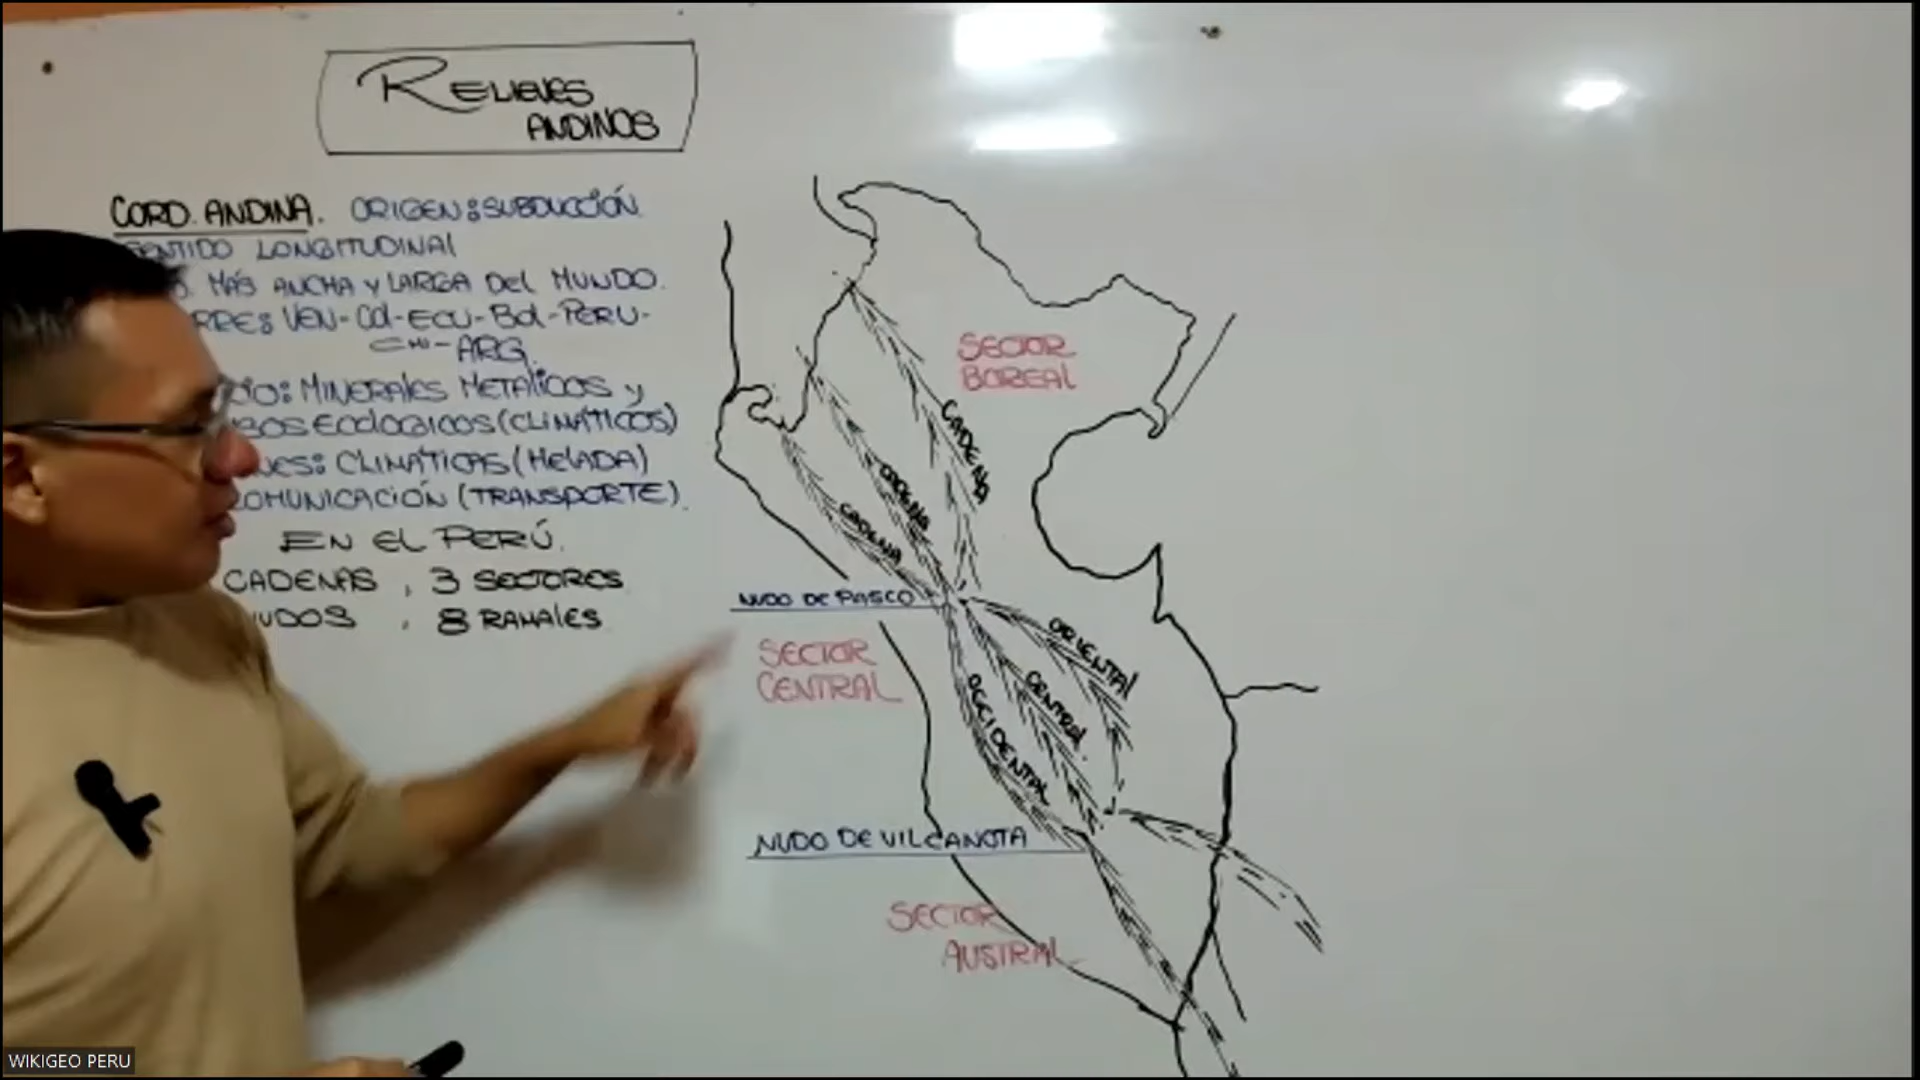 RELIEVES
ANDINOS
CORD. ANDINA. ORIGEN: SUBDUCCIÓN
LONGITUDINAL
MÁS ANCHA Y LARGA DEL MUNDO.
VEN-COL-ECU-BOL-PERU-
CHI-ARG.
MINERALES METALICOS Y
ECOLOGICOS (CLIMÁTICOS)
CLIMÁTICAS (HELADA)
COMUNICACIÓN (TRANSPORTE).
EN EL PERÚ.
CADENAS, 3 SECTORES
, 8 RAMALES
SECTOR
BOREAL
CADENA
CADENA
CADENA
NUDO DE PASCO
SECTOR
CENTRAL
ORIENTAL
CENTRAL
OCCIDENTAL
NUDO DE VILCANOTA
SECTOR
AUSTRAL
WIKIGEO PERU